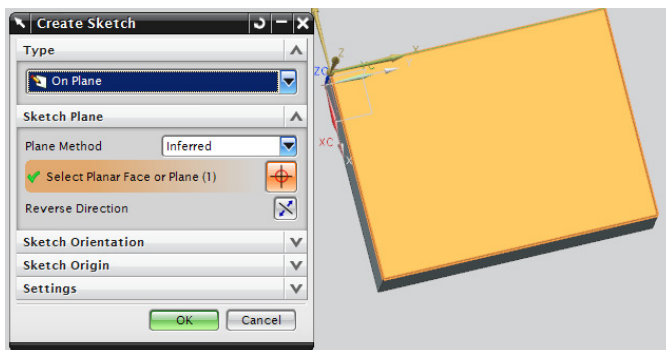 Create Sketch
Type
On Plane
Sketch Plane
Plane Method Inferred
Select Planar Face or Plane (1)
Reverse Direction
Sketch Orientation
Sketch Origin
Settings
OK Cancel
Z
X
YC
XC
X